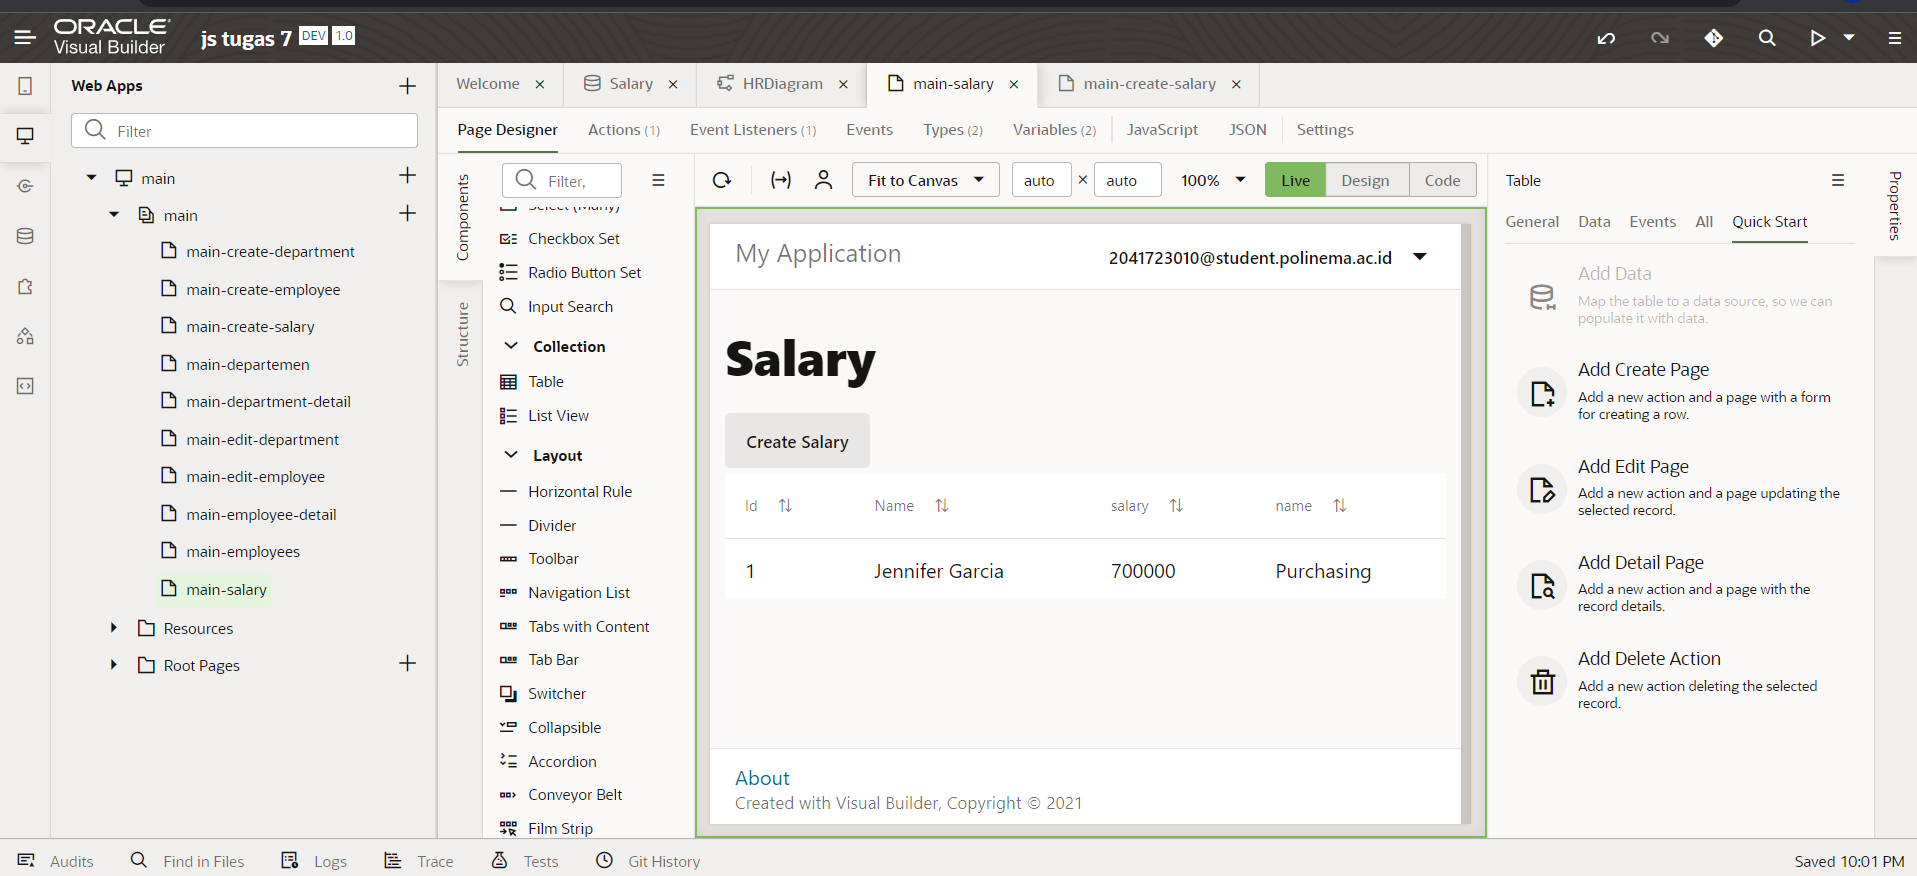 ORACLE
Visual Builder
js tugas 7 DEV 1.0
Web Apps
Filter
main
main
main-create-department
main-create-employee
main-create-salary
main-departemen
main-department-detail
main-edit-department
main-edit-employee
main-employee-detail
main-employees
main-salary
Resources
Root Pages
Welcome
Salary
HRDiagram
main-salary
main-create-salary
Page Designer
Actions (1)
Event Listeners (1)
Events
Types (2)
Variables (2)
JavaScript
JSON
Settings
Components
Structure
Filter,
Select (Many)
Checkbox Set
Radio Button Set
Input Search
Collection
Table
List View
Layout
Horizontal Rule
Divider
Toolbar
Navigation List
Tabs with Content
Tab Bar
Switcher
Collapsible
Accordion
Conveyor Belt
Film Strip
Fit to Canvas
auto × auto
100%
Live
Design
Code
My Application
2041723010@student.polinema.ac.id
Salary
Create Salary
Id Name salary name
1 Jennifer Garcia 700000 Purchasing
About
Created with Visual Builder, Copyright © 2021
Table
General
Data
Events
All
Quick Start
Add Data
Map the table to a data source, so we can
populate it with data.
Add Create Page
Add a new action and a page with a form
for creating a row.
Add Edit Page
Add a new action and a page updating the
selected record.
Add Detail Page
Add a new action and a page with the
record details.
Add Delete Action
Add a new action deleting the selected
record.
Properties
Audits
Find in Files
Logs
Trace
Tests
Git History
Saved 10:01 PM